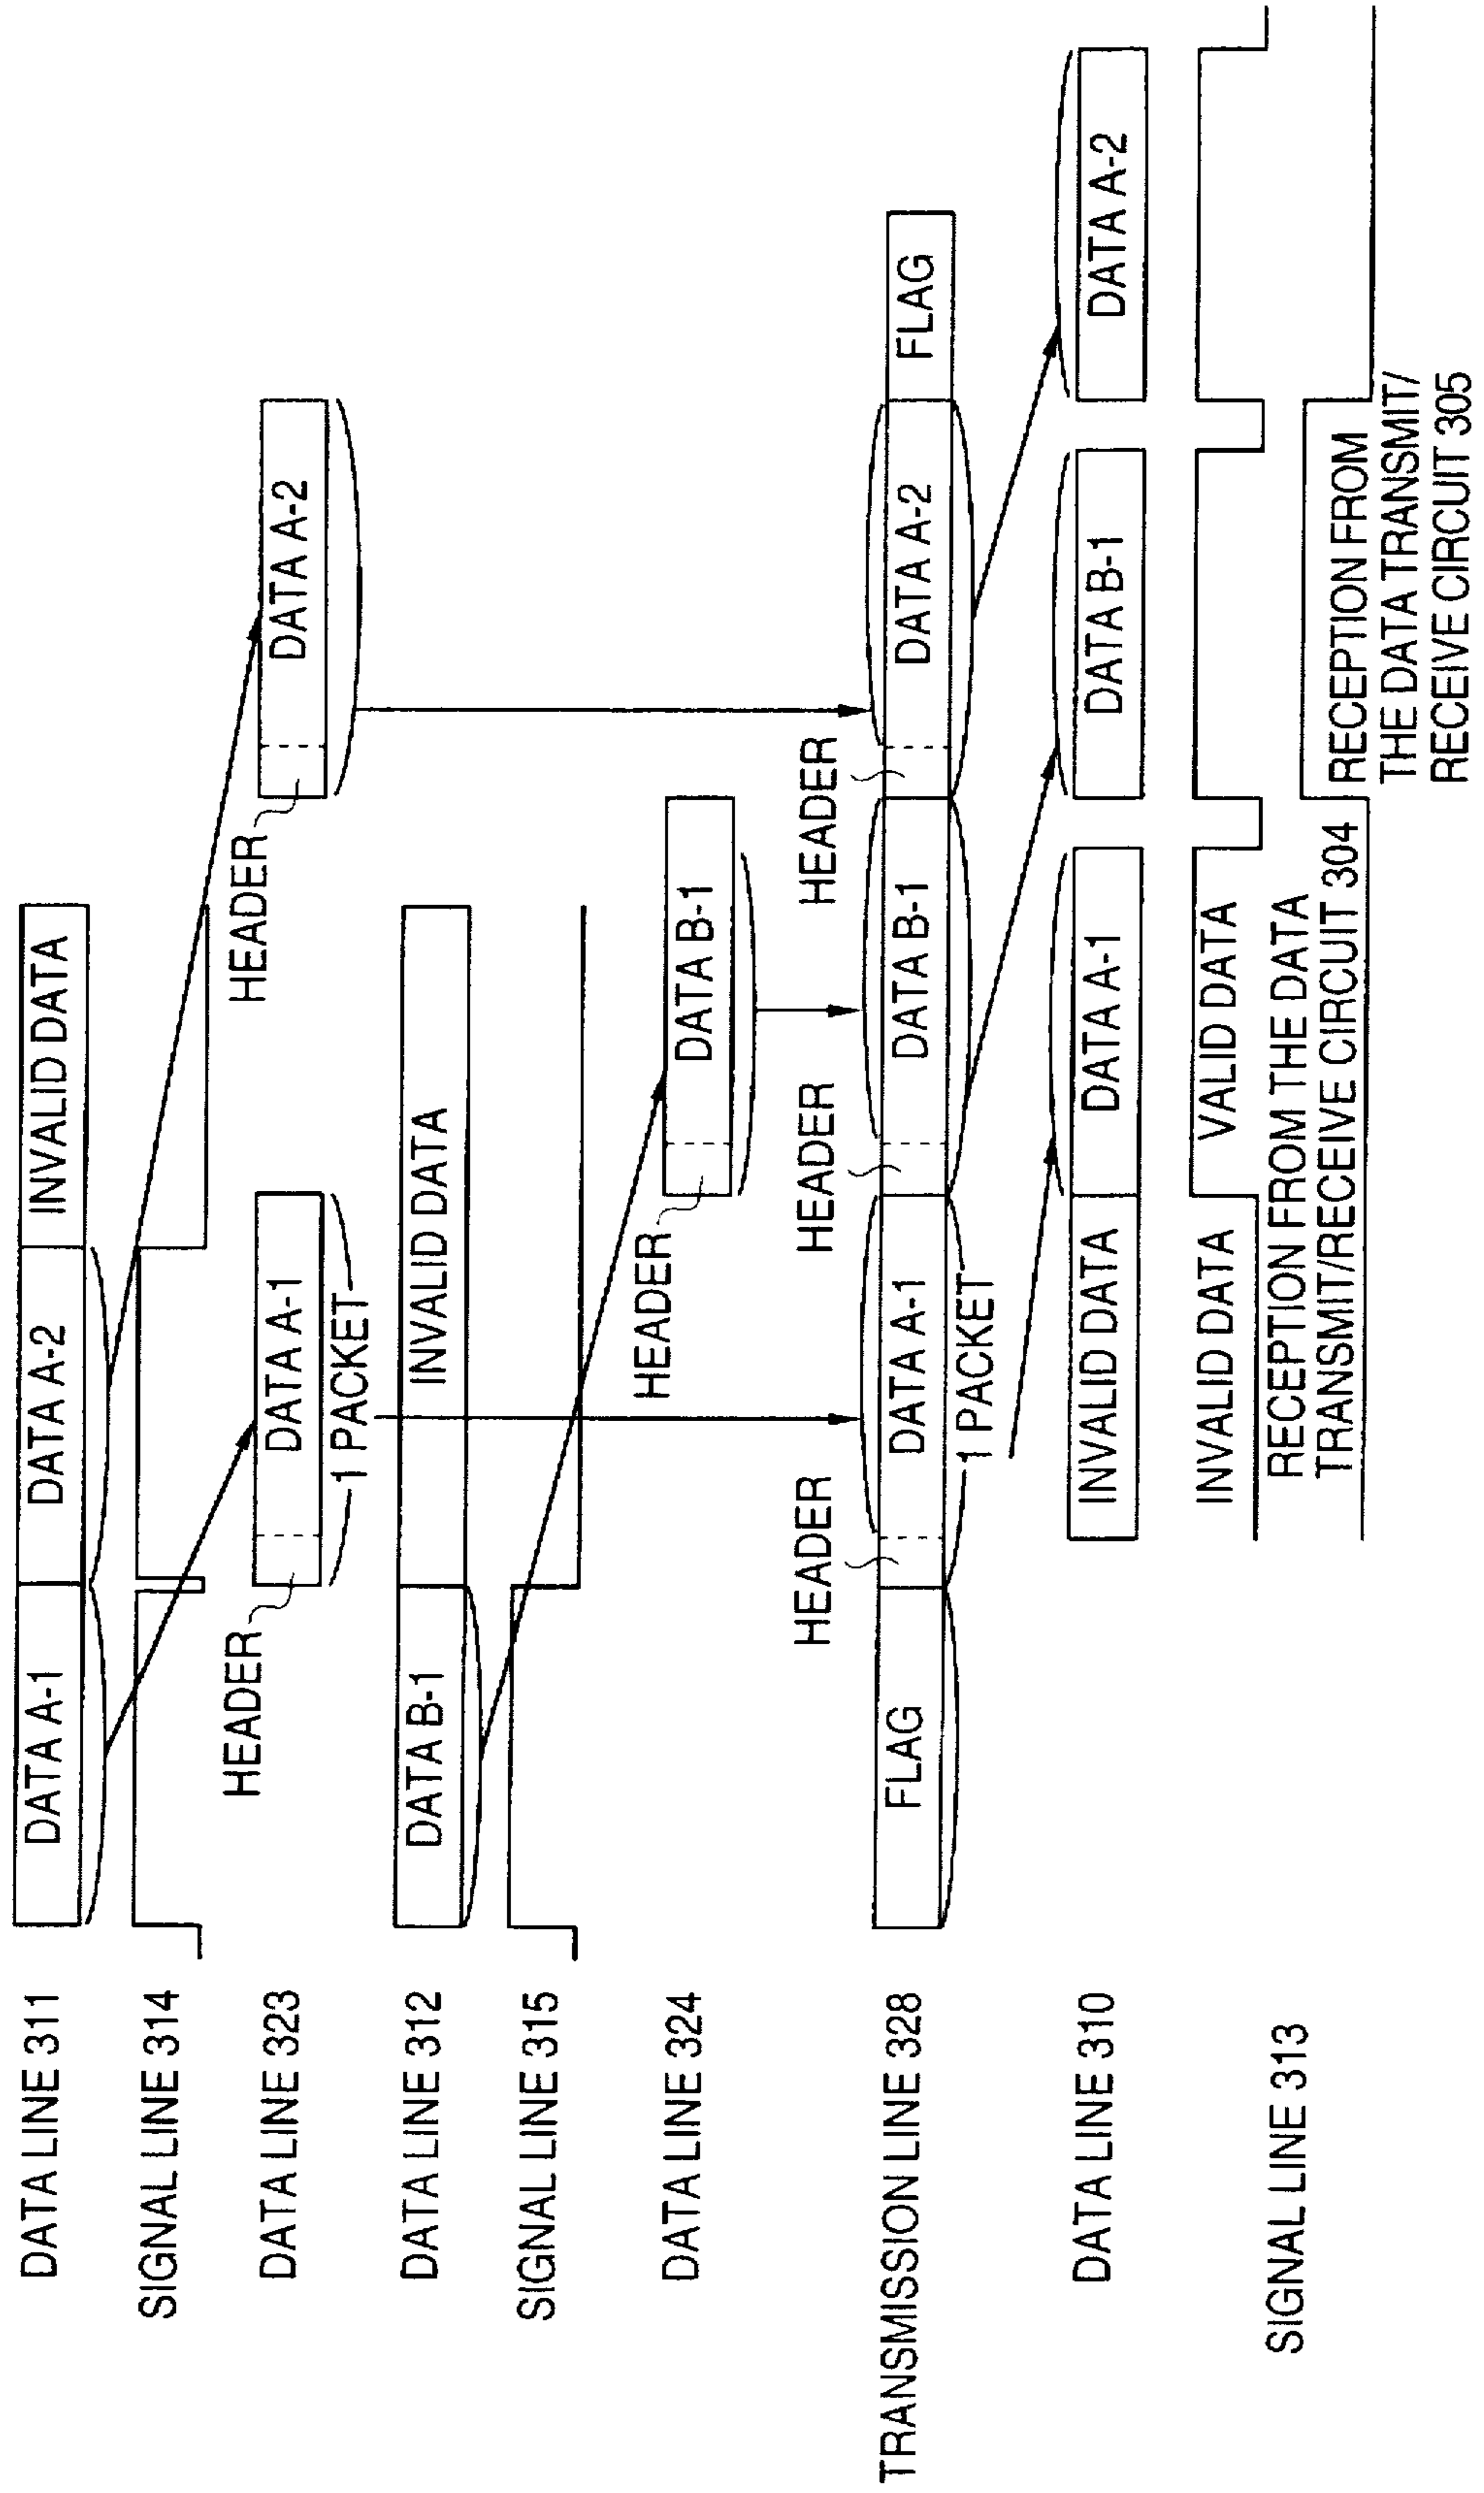 DATA LINE 311
DATA A-1
DATA A-2
INVALID DATA
SIGNAL LINE 314
DATA LINE 323
HEADER
DATA A-1
1 PACKET
HEADER
DATA A-2
DATA LINE 312
DATA B-1
INVALID DATA
SIGNAL LINE 315
DATA LINE 324
HEADER
DATA B-1
HEADER
HEADER
HEADER
TRANSMISSION LINE 328
FLAG
DATA A-1
DATA B-1
DATA A-2
FLAG
1 PACKET
DATA LINE 310
INVALID DATA
DATA A-1
DATA B-1
DATA A-2
INVALID DATA
VALID DATA
SIGNAL LINE 313
RECEPTION FROM THE DATA
TRANSMIT/RECEIVE CIRCUIT 304
RECEPTION FROM
THE DATA TRANSMIT/
RECEIVE CIRCUIT 305